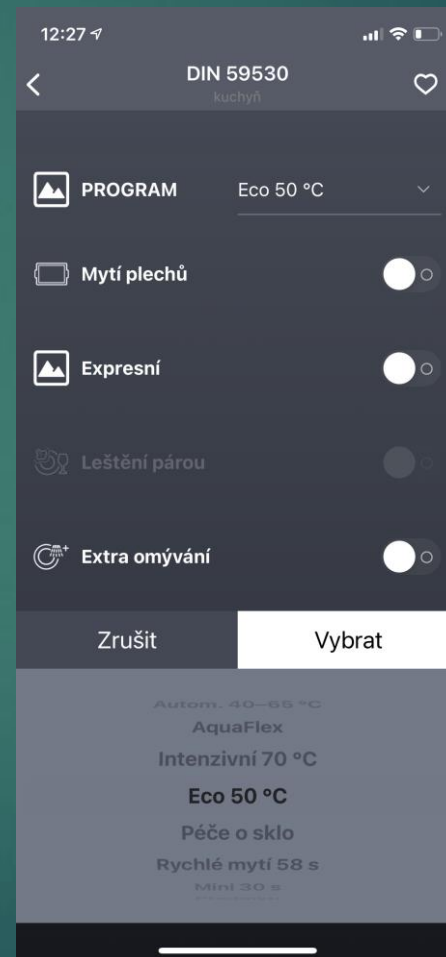 12:27
DIN 59530
kuchyň
PROGRAM
Eco 50 °C
Mytí plechů
Expresní
Leštění párou
Extra omývání
Zrušit
Vybrat
Autom. 40–65 °C
AquaFlex
Intenzivní 70 °C
Eco 50 °C
Péče o sklo
Rychlé mytí 58 s
Mini 30 s